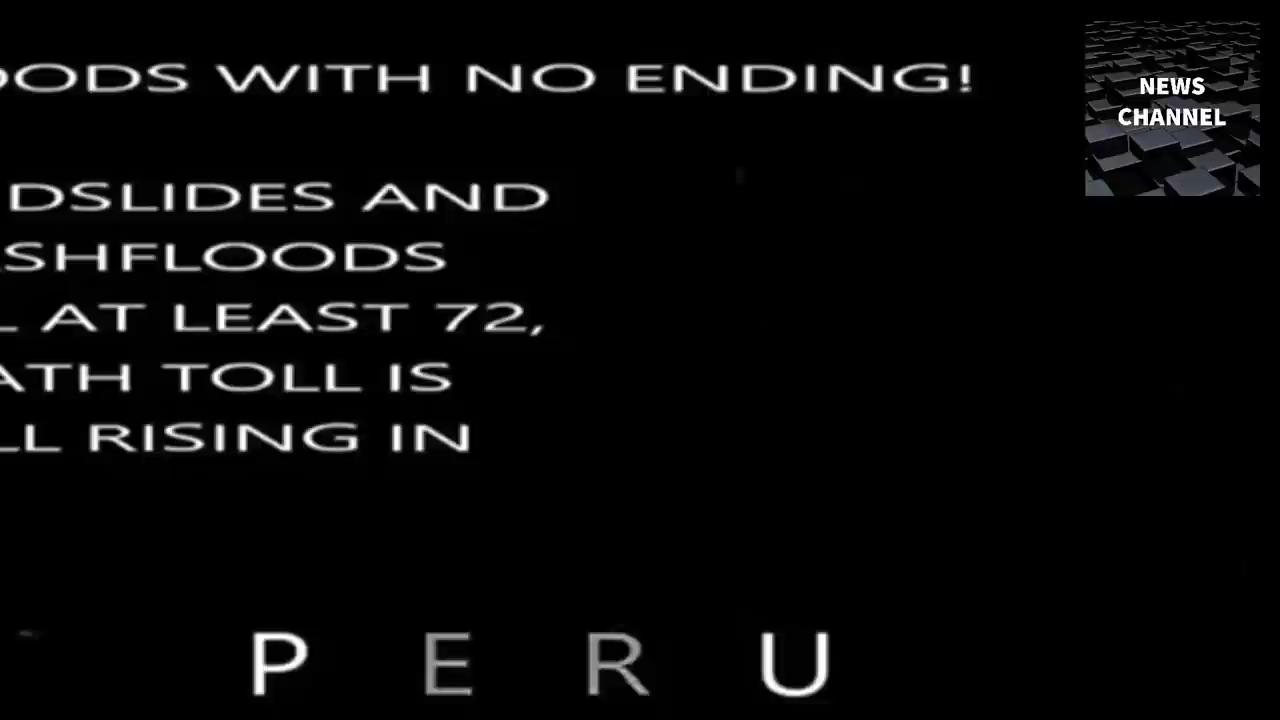 OODS WITH NO ENDING!
NEWS
CHANNEL
DSLIDES AND
SHFLOODS
L AT LEAST 72,
ATH TOLL IS
LL RISING IN
P E R U